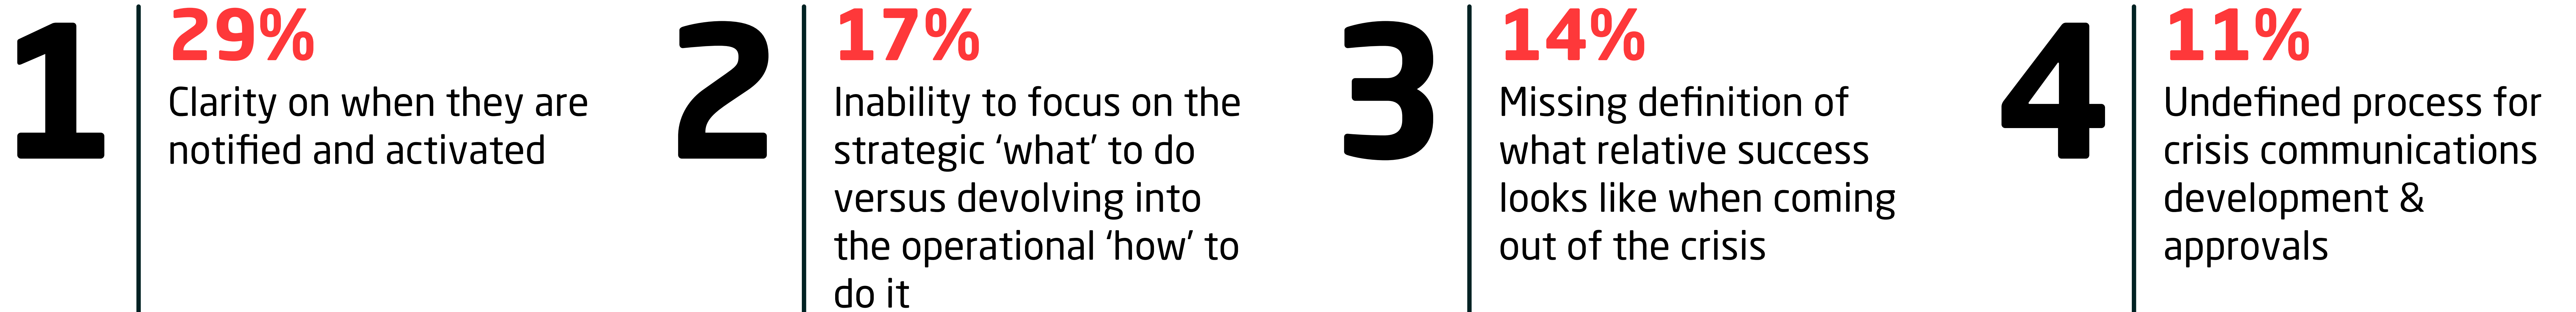 1
29%
Clarity on when they are
notified and activated
2
17%
Inability to focus on the
strategic ‘what’ to do
versus devolving into
the operational ‘how’ to
do it
3
14%
Missing definition of
what relative success
looks like when coming
out of the crisis
4
11%
Undefined process for
crisis communications
development &
approvals